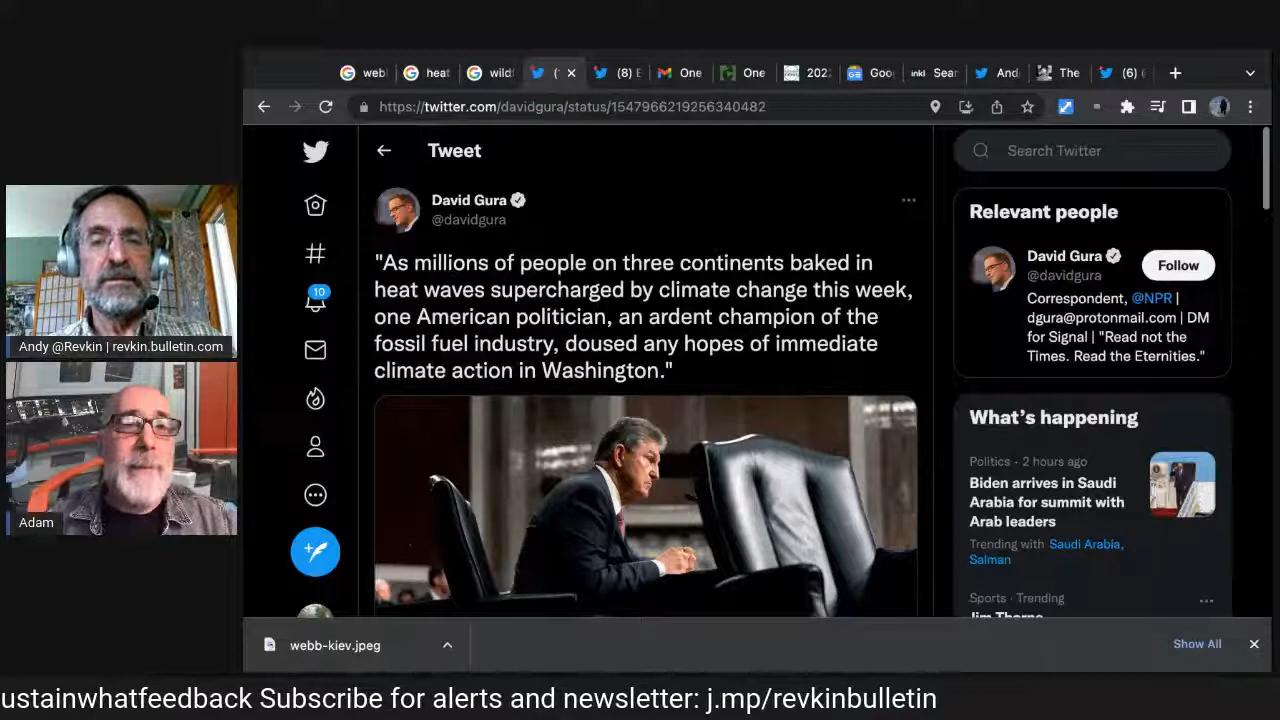 web
heat
wild
(
(8) E
One
One
202
Goo
inki
Sear
And
The
(6)
https://twitter.com/davidgura/status/1547966219256340482
Tweet
Search Twitter
David Gura
@davidgura
"As millions of people on three continents baked in
heat waves supercharged by climate change this week,
one American politician, an ardent champion of the
fossil fuel industry, doused any hopes of immediate
climate action in Washington."
10
Relevant people
David Gura
@davidgura
Follow
Correspondent, @NPR |
dgura@protonmail.com | DM
for Signal | "Read not the
Times. Read the Eternities."
What's happening
Politics · 2 hours ago
Biden arrives in Saudi
Arabia for summit with
Arab leaders
Trending with Saudi Arabia,
Salman
Sports · Trending
Jim Thorpe
Andy @Revkin | revkin.bulletin.com
Adam
webb-kiev.jpeg
Show All
ustainwhatfeedback Subscribe for alerts and newsletter: j.mp/revkinbulletin